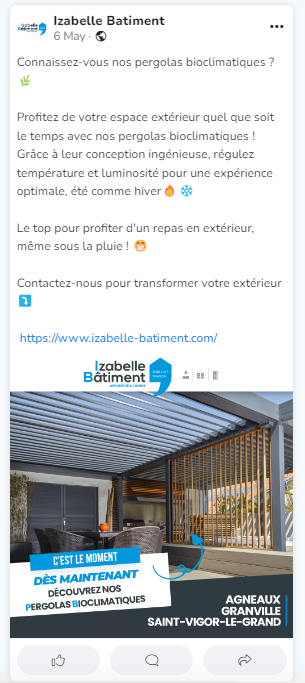 Izabelle Batiment
6 May ·
Connaissez-vous nos pergolas bioclimatiques ?
🌿
Profitez de votre espace extérieur quel que soit
le temps avec nos pergolas bioclimatiques !
Grâce à leur conception ingénieuse, régulez
température et luminosité pour une expérience
optimale, été comme hiver🔥 ❄️
Le top pour profiter d'un repas en extérieur,
même sous la pluie ! 😁
Contactez-nous pour transformer votre extérieur
⤵️
https://www.izabelle-batiment.com/
Izabelle
Bâtiment
C'EST LE MOMENT
DÈS MAINTENANT
DÉCOUVREZ NOS
PERGOLAS BIOCLIMATIQUES
AGNEAUX
GRANVILLE
SAINT-VIGOR-LE-GRAND